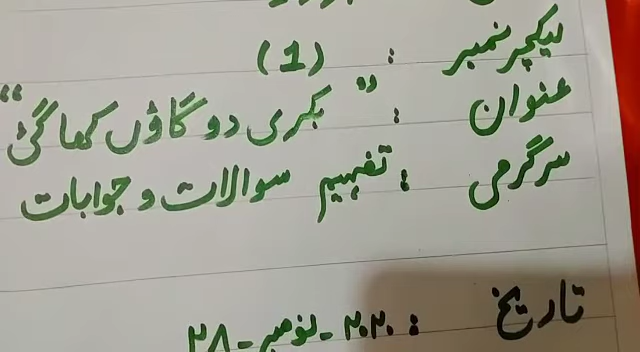 لیکچر نمبر : (1)
عنوان : " بکری دو گاؤں کھا گئی "
سرگرمی : تفہیم سوالات و جوابات
تاریخ : ۲۰۲۰ - نومبر - ۲۸